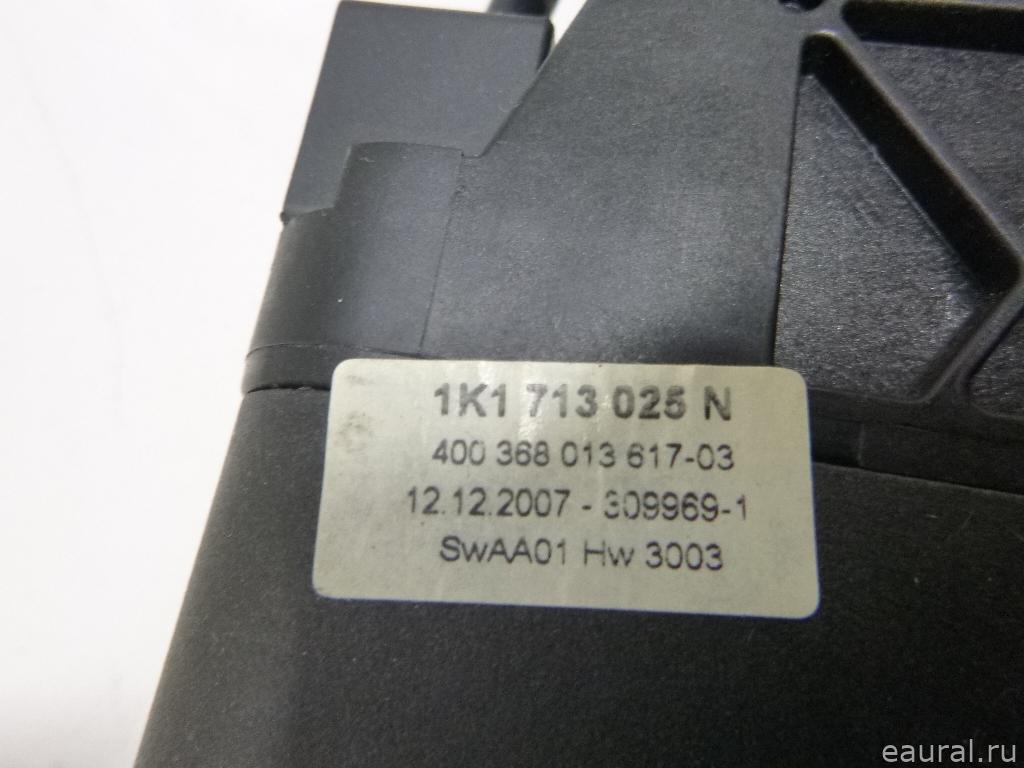 1K1 713 025 N
400 368 013 617-03
12.12.2007 - 309969-1
SwAA01 Hw 3003
eaural.ru